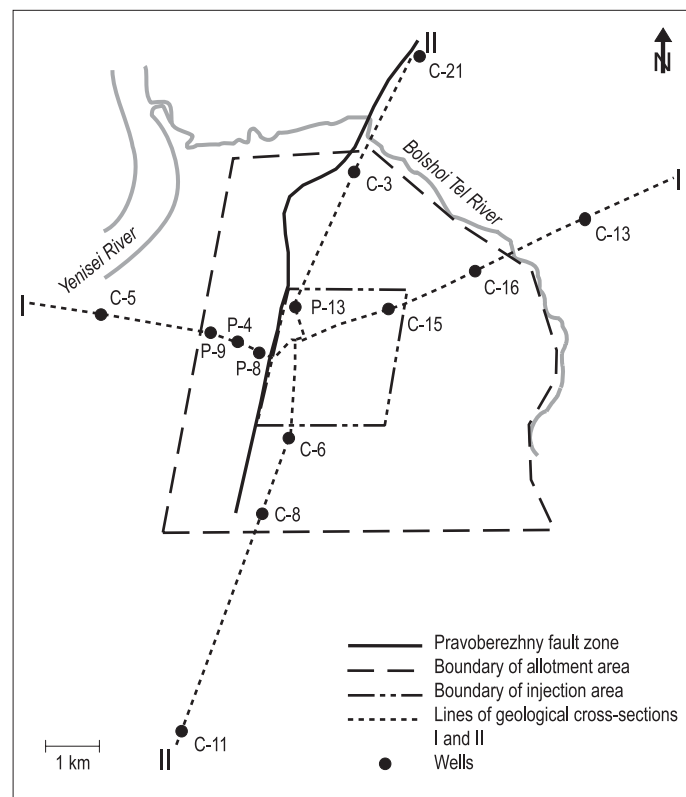 II
N
C-21
Bolshoi Tel River
C-3
I
C-13
Yenisei River
C-16
I
C-5
P-13
P-4
C-15
P-9
P-8
C-6
C-8
Pravoberezhny fault zone
Boundary of allotment area
Boundary of injection area
Lines of geological cross-sections
I and II
Wells
C-11
II
1 km